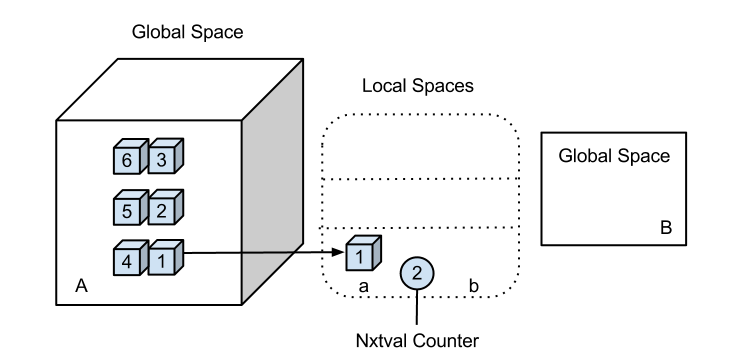 Global Space
Local Spaces
6 3
5 2
4 1
A
1
a
2
b
Nxtval Counter
Global Space
B